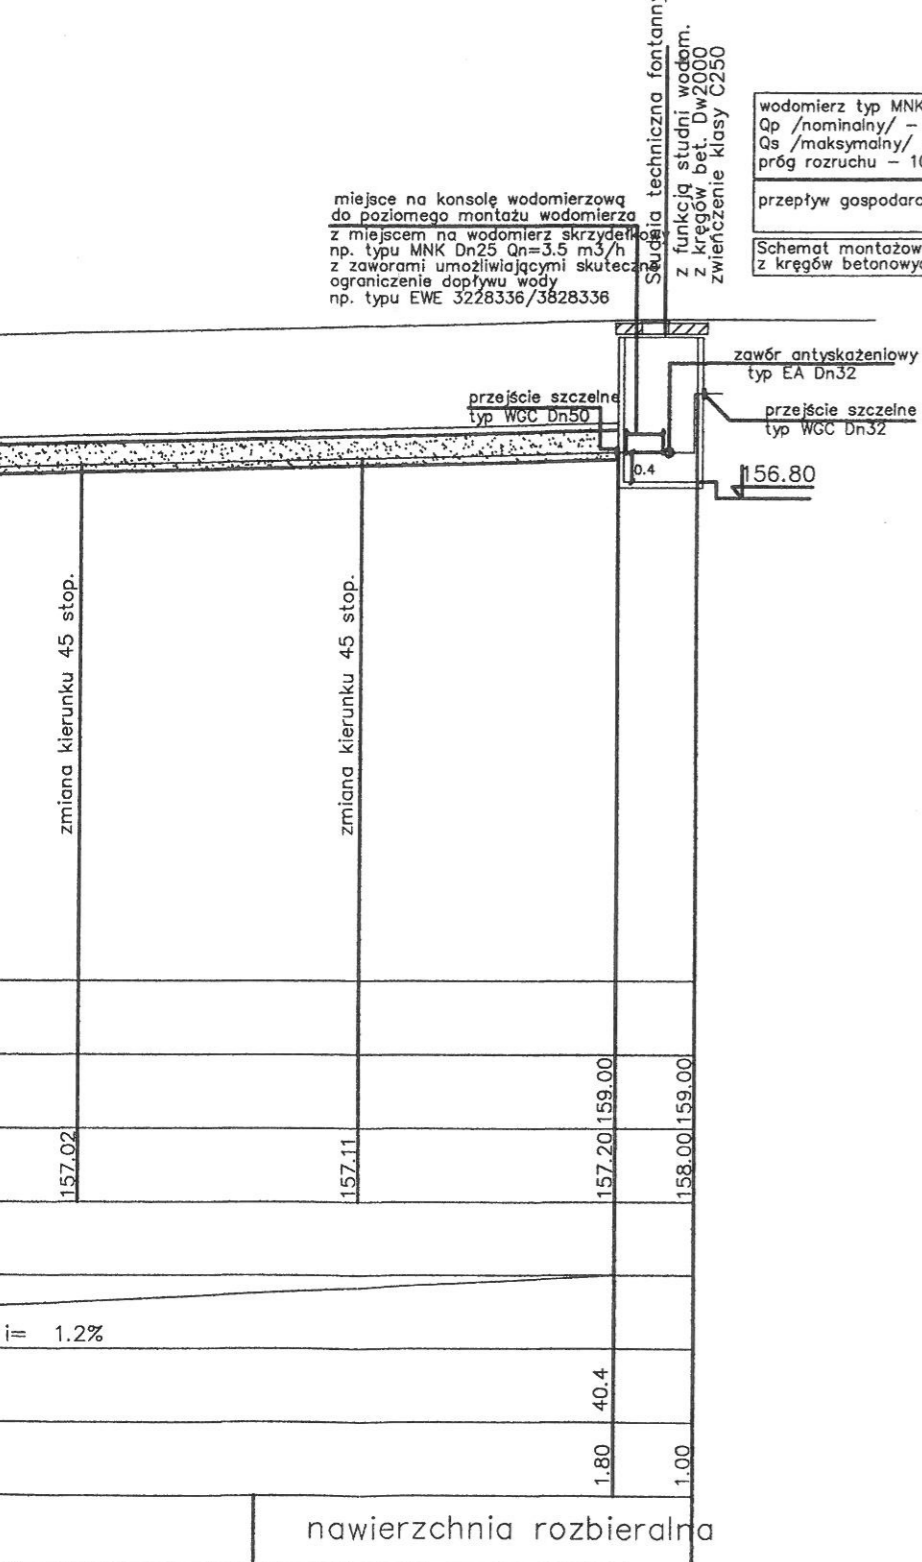 Studnia techniczna fontanny
z funkcją studni wodom.
z kręgów bet. Dw2000
zwieńczenie klasy C250
wodomierz typ MNK
Qp /nominalny/ –
Qs /maksymalny/
próg rozruchu – 10
przepływ gospodarc
Schemat montażow
z kręgów betonowyc
miejsce na konsolę wodomierzową
do poziomego montażu wodomierza
z miejscem na wodomierz skrzydełkowy
np. typu MNK Dn25 Qn=3.5 m3/h
z zaworami umożliwiającymi skuteczne
ograniczenie dopływu wody
np. typu EWE 3228336/3828336
zawór antyskażeniowy
typ EA Dn32
przejście szczelne
typ WGC Dn50
przejście szczelne
typ WGC Dn32
0.4
156.80
zmiana kierunku 45 stop.
zmiana kierunku 45 stop.
159.00
159.00
157.02
157.11
157.20
158.00
i= 1.2%
40.4
1.80
1.00
nawierzchnia rozbieralna